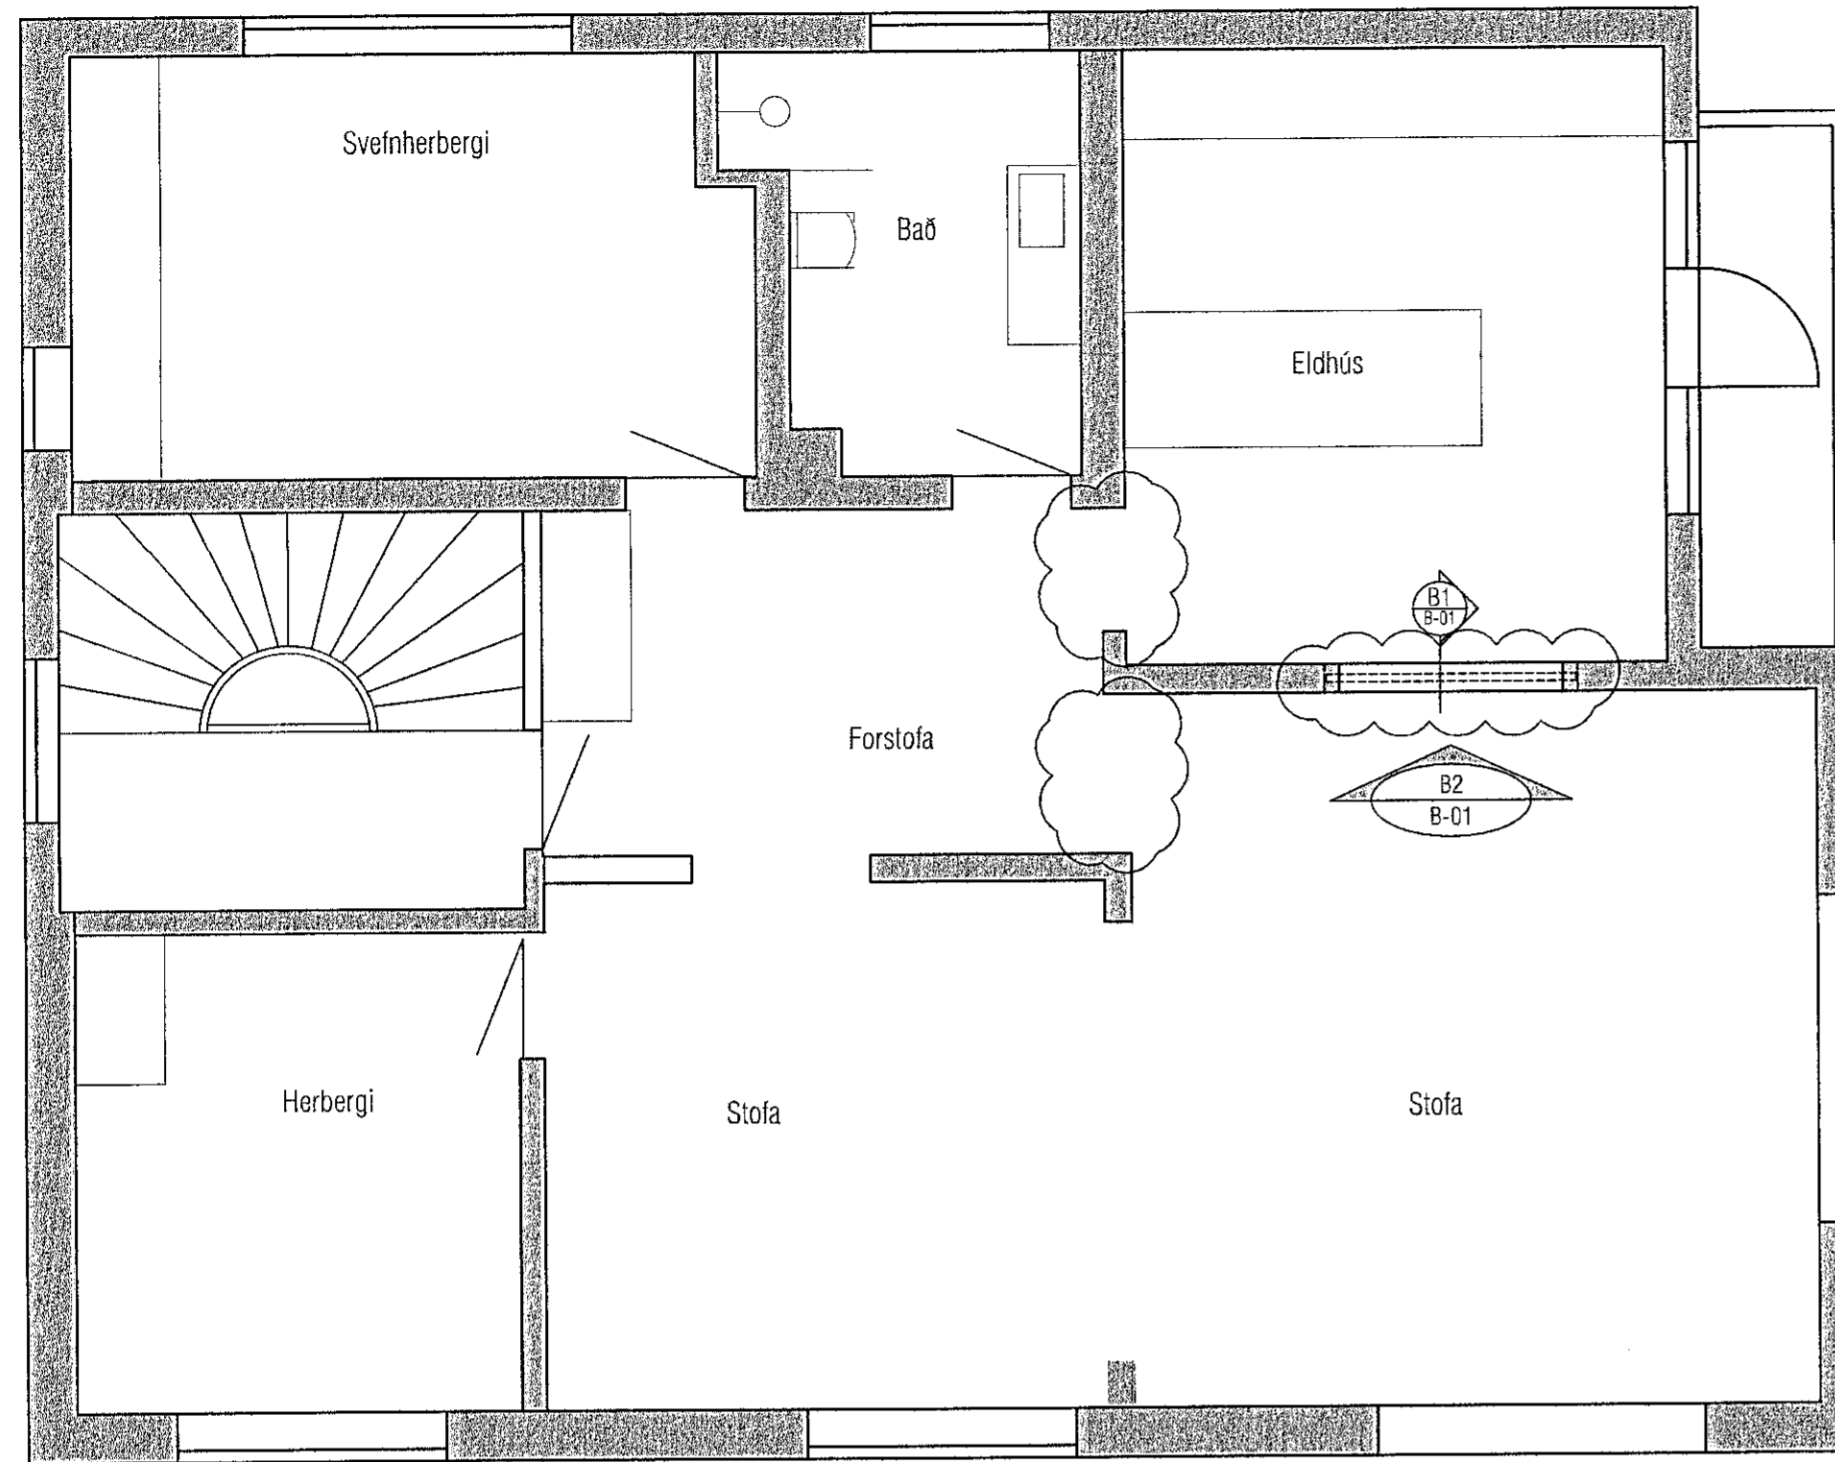 Svefnherbergi
Bað
Eldhús
B1
B-01
Forstofa
B2
B-01
Herbergi
Stofa
Stofa